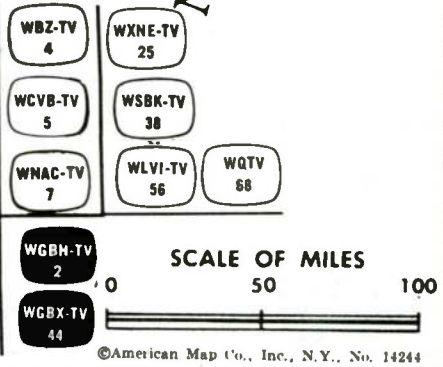 WBZ-TV
4
WXNE-TV
25
WCVB-TV
5
WSBK-TV
38
WNAC-TV
7
WLVI-TV
56
WQTV
68
WGBH-TV
2
WGBX-TV
44
SCALE OF MILES
0 50 100
©American Map Co., Inc., N.Y., No. 14244